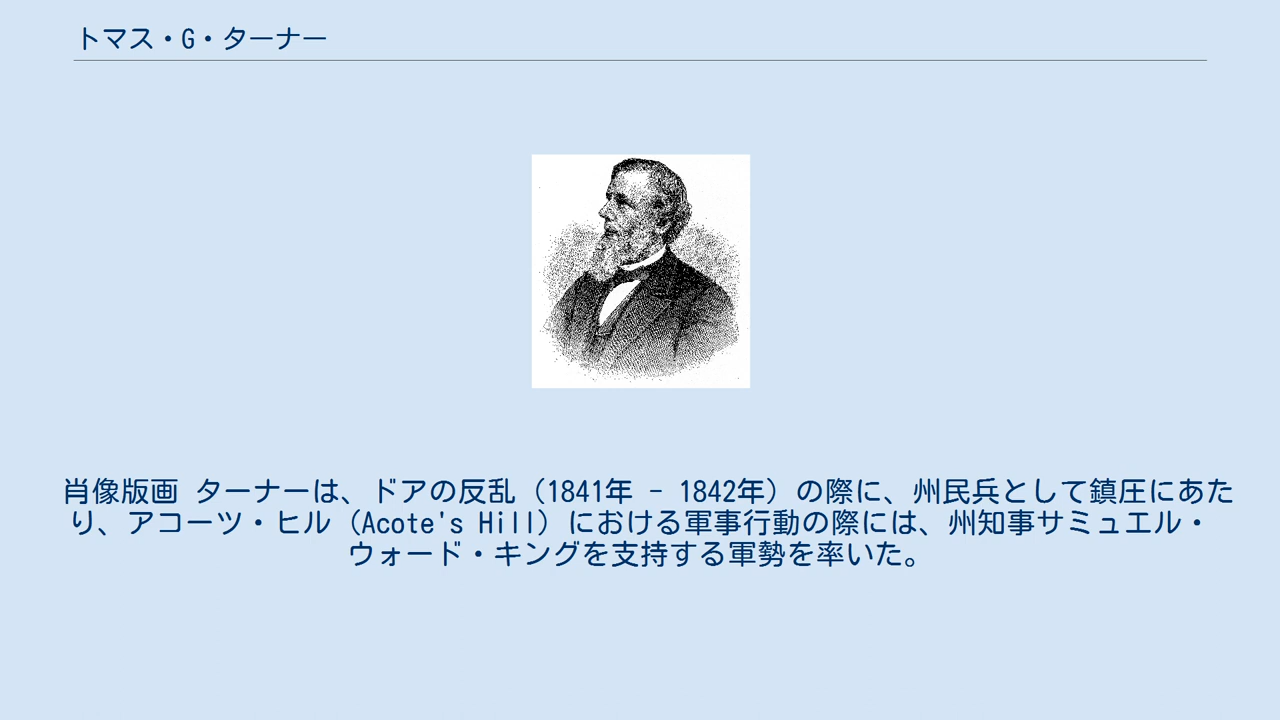 トマス・G・ターナー
肖像版画 ターナーは、ドアの反乱（1841年 - 1842年）の際に、州民兵として鎮圧にあた
り、アコーツ・ヒル（Acote's Hill）における軍事行動の際には、州知事サミュエル・
ウォード・キングを支持する軍勢を率いた。